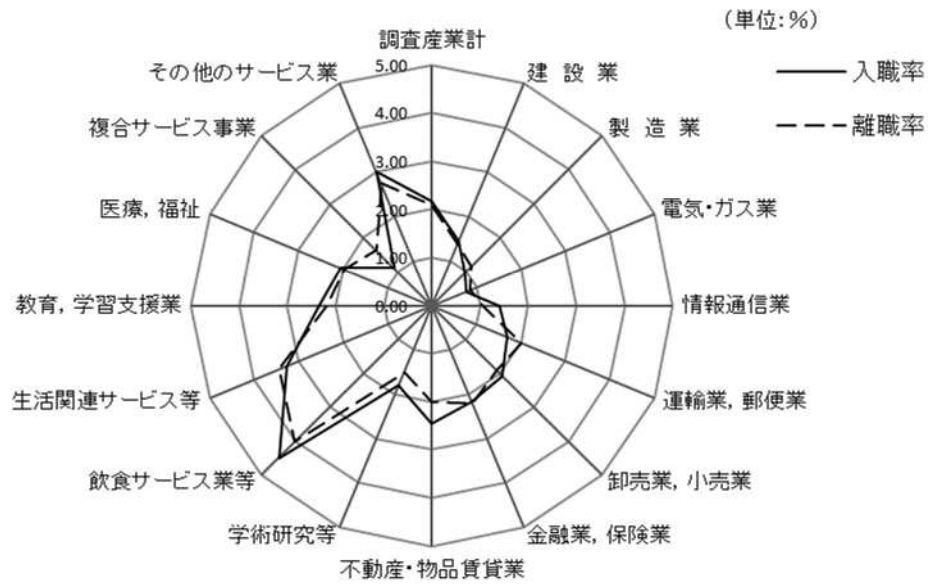 (単位:%)
調査産業計
5.00
その他のサービス業
建 設 業
入職率
複合サービス事業
4.00
製 造 業
離職率
3.00
医療, 福祉
2.00
電気・ガス業
1.00
教育, 学習支援業
0.00
情報通信業
生活関連サービス等
運輸業, 郵便業
飲食サービス業等
卸売業, 小売業
学術研究等
金融業, 保険業
不動産・物品賃貸業